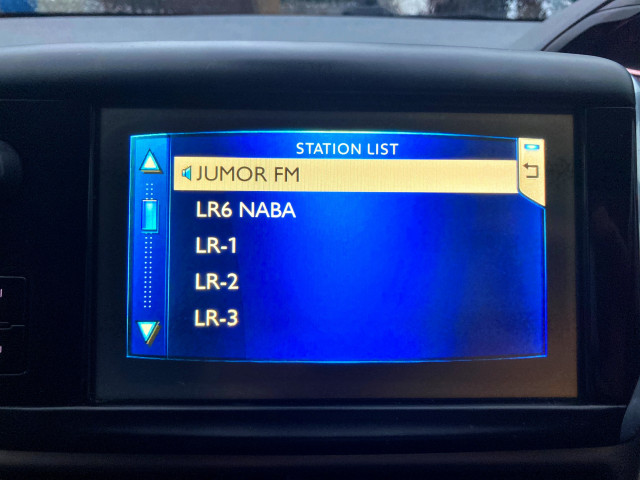 STATION LIST
JUMOR FM
LR6 NABA
LR-1
LR-2
LR-3